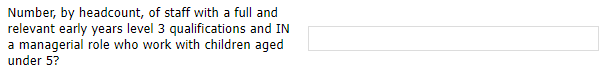 Number, by headcount, of staff with a full and
relevant early years level 3 qualifications and IN
a managerial role who work with children aged
under 5?